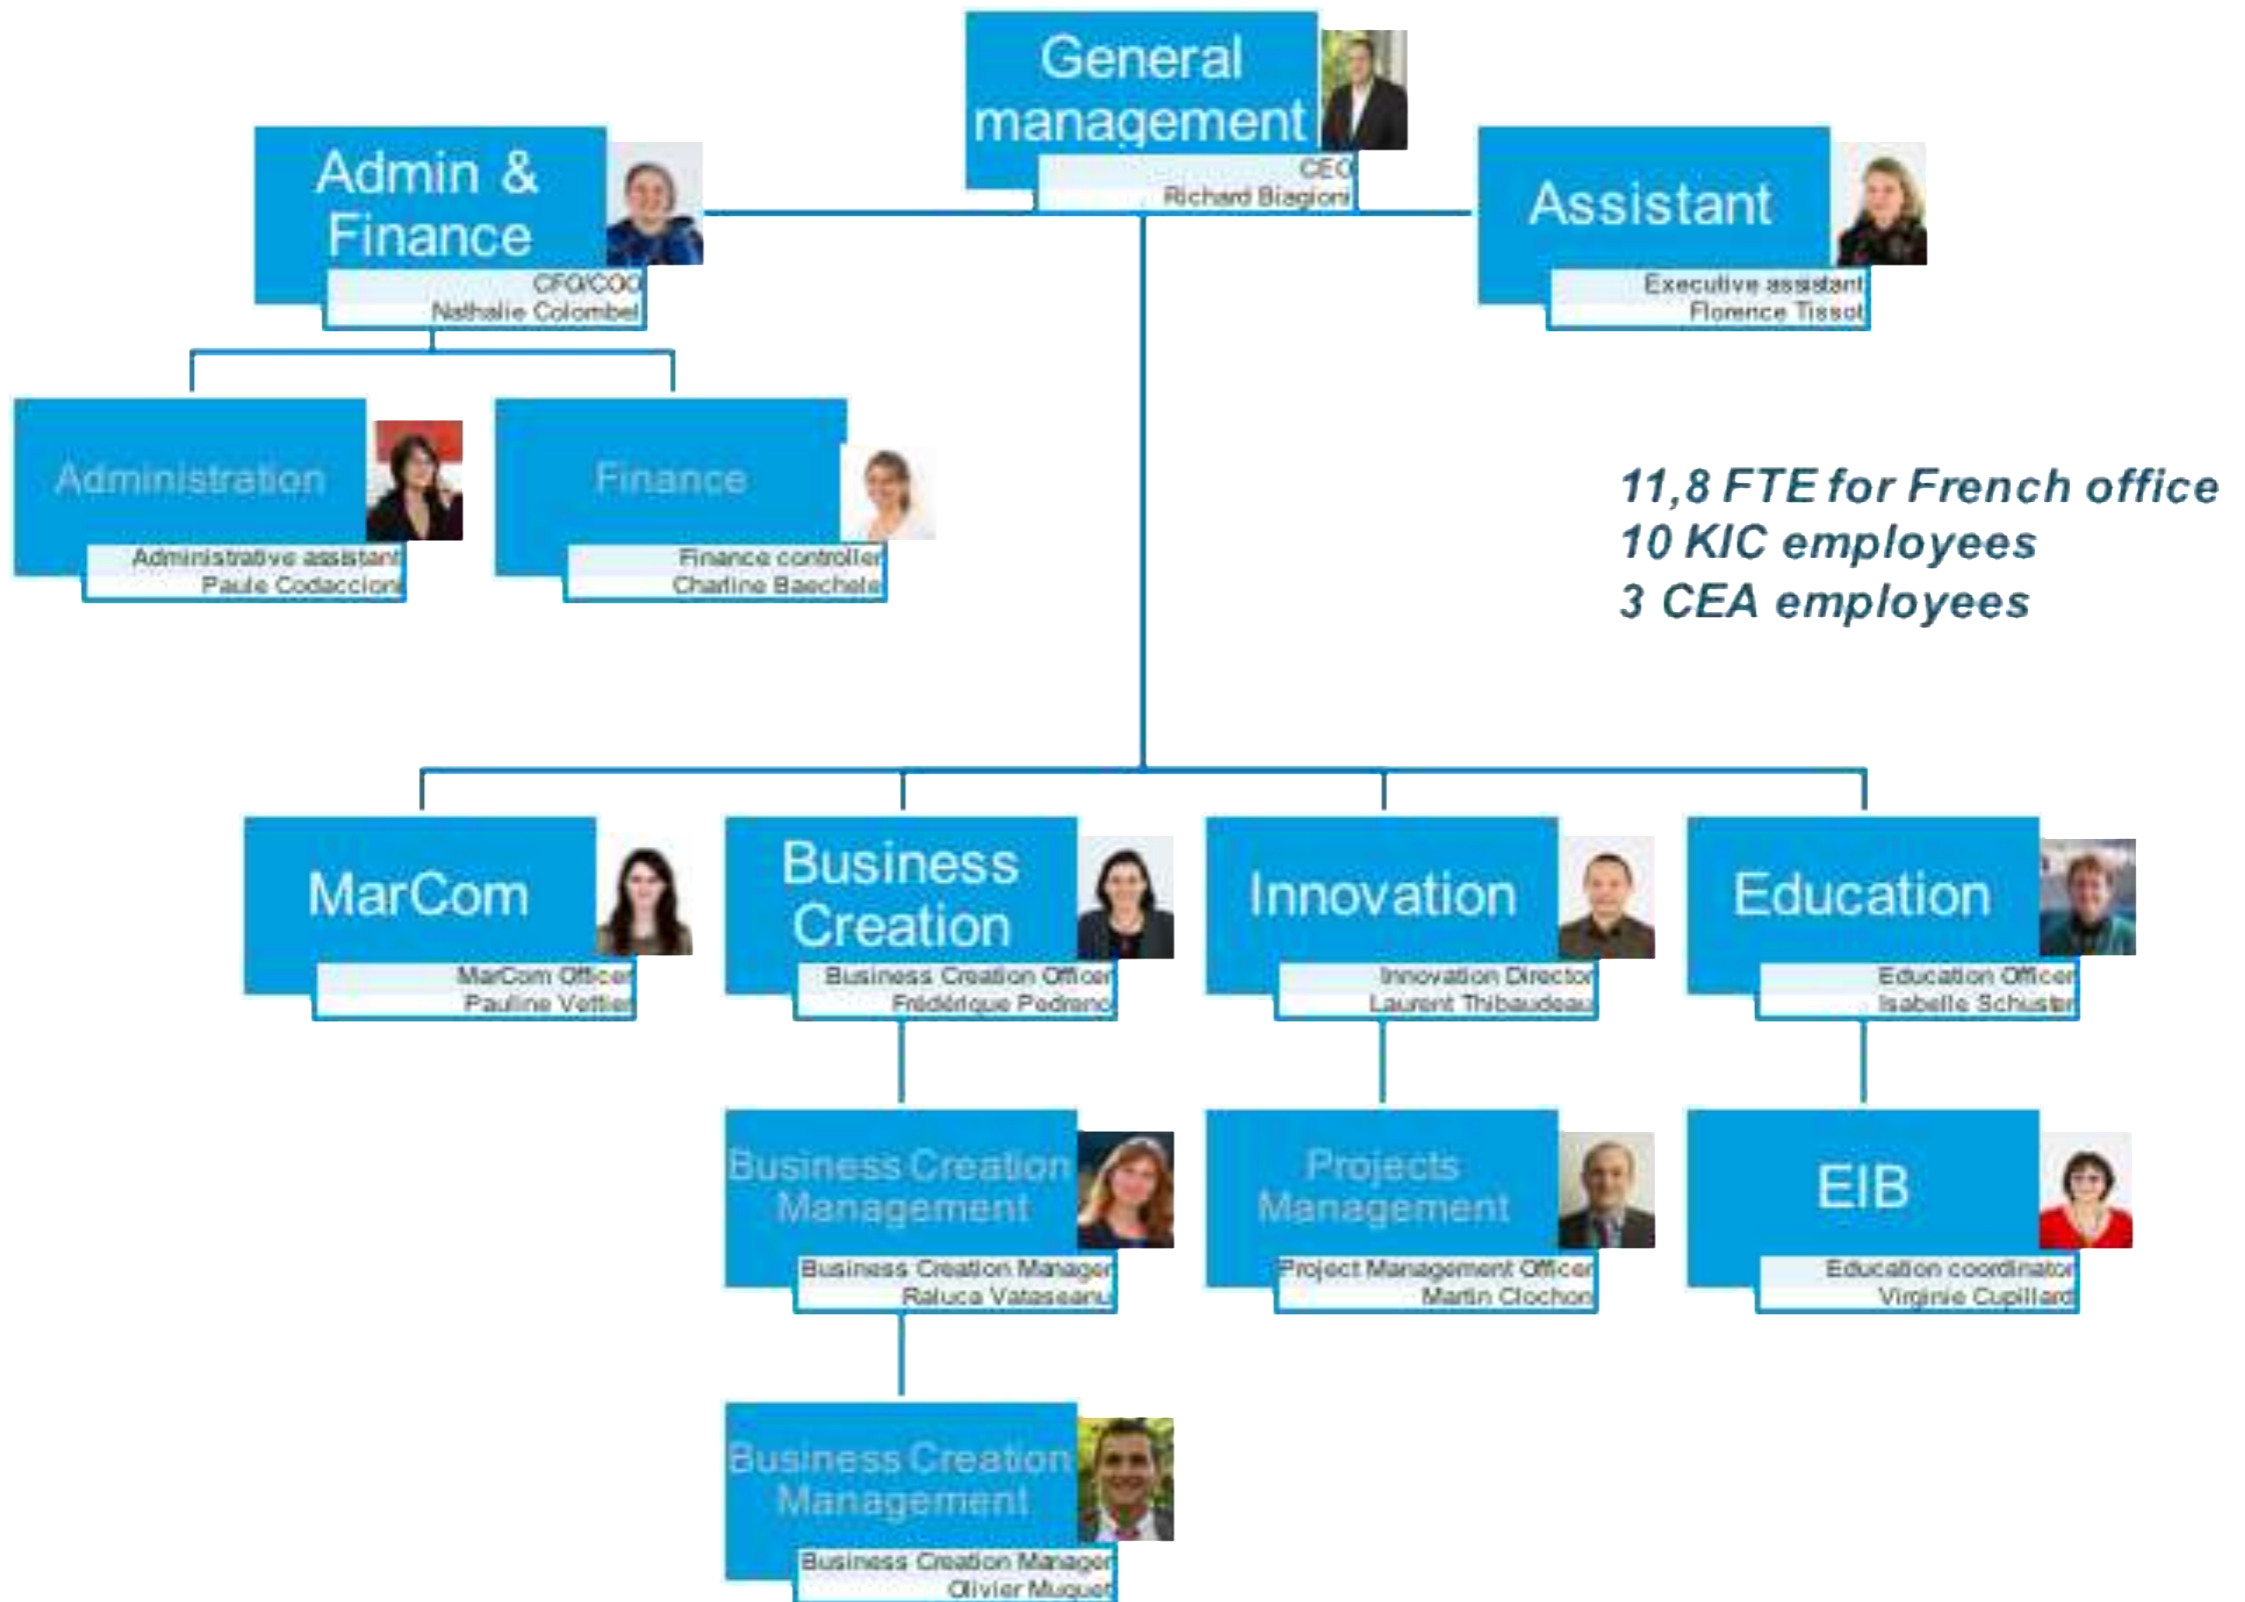 General
management
CEO
Richard Biagioni
Admin &
Finance
CFO/COO
Nathalie Colombel
Assistant
Executive assistant
Florence Tissot
Administration
Administrative assistant
Paule Codaccioni
Finance
Finance controller
Charline Baechele
11,8 FTE for French office
10 KIC employees
3 CEA employees
MarCom
MarCom Officer
Pauline Vettier
Business
Creation
Business Creation Officer
Frédérique Pedreno
Innovation
Innovation Director
Laurent Thibaudeau
Education
Education Officer
Isabelle Schuster
Business Creation
Management
Business Creation Manager
Raluca Vataseanu
Projects
Management
Project Management Officer
Martin Clochon
EIB
Education coordinator
Virginie Cupillard
Business Creation
Management
Business Creation Manager
Olivier Muquet